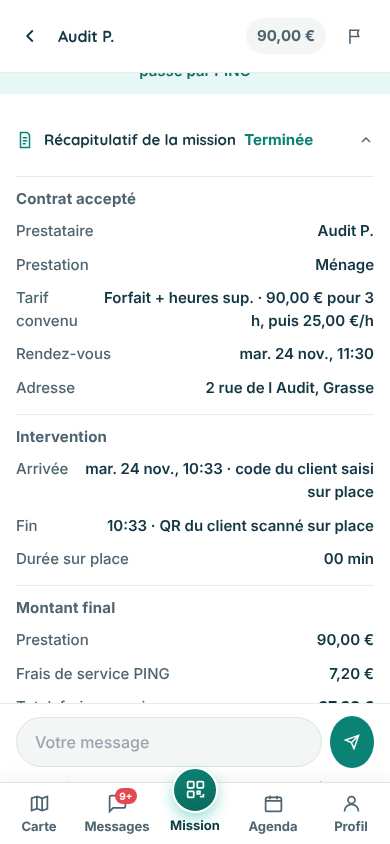 Audit P.
90,00 €
passé par PING
Récapitulatif de la mission Terminée
Contrat accepté
Prestataire Audit P.
Prestation Ménage
Tarif convenu Forfait + heures sup. · 90,00 € pour 3 h, puis 25,00 €/h
Rendez-vous mar. 24 nov., 11:30
Adresse 2 rue de l Audit, Grasse
Intervention
Arrivée mar. 24 nov., 10:33 · code du client saisi sur place
Fin 10:33 · QR du client scanné sur place
Durée sur place 00 min
Montant final
Prestation 90,00 €
Frais de service PING 7,20 €
Votre message
9+
Carte
Messages
Mission
Agenda
Profil